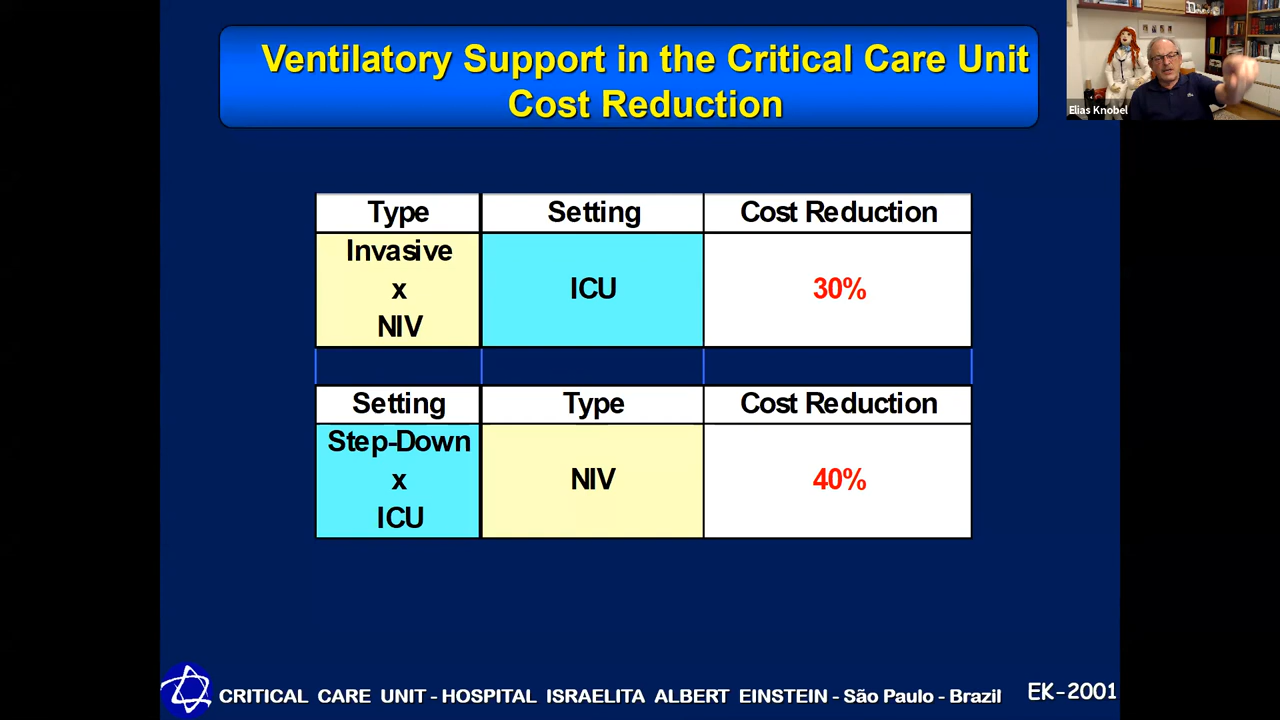 Ventilatory Support in the Critical Care Unit
Cost Reduction
Elias Knobel
Type Setting Cost Reduction
Invasive
x
NIV
ICU
30%
Setting Type Cost Reduction
Step-Down
x
ICU
NIV
40%
CRITICAL CARE UNIT - HOSPITAL ISRAELITA ALBERT EINSTEIN - São Paulo - Brazil
EK-2001